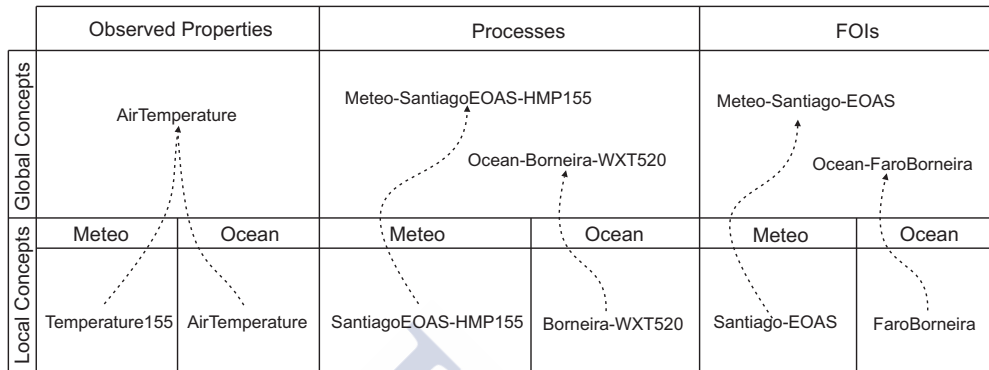 Observed Properties
Processes
FOIs
Global Concepts
AirTemperature
Meteo-SantiagoEOAS-HMP155
Ocean-Borneira-WXT520
Meteo-Santiago-EOAS
Ocean-FaroBorneira
Local Concepts
Meteo
Ocean
Meteo
Ocean
Meteo
Ocean
Temperature155
AirTemperature
SantiagoEOAS-HMP155
Borneira-WXT520
Santiago-EOAS
FaroBorneira